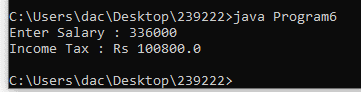 C:\Users\dac\Desktop\239222>java Program6
Enter Salary : 336000
Income Tax : Rs 100800.0
C:\Users\dac\Desktop\239222>